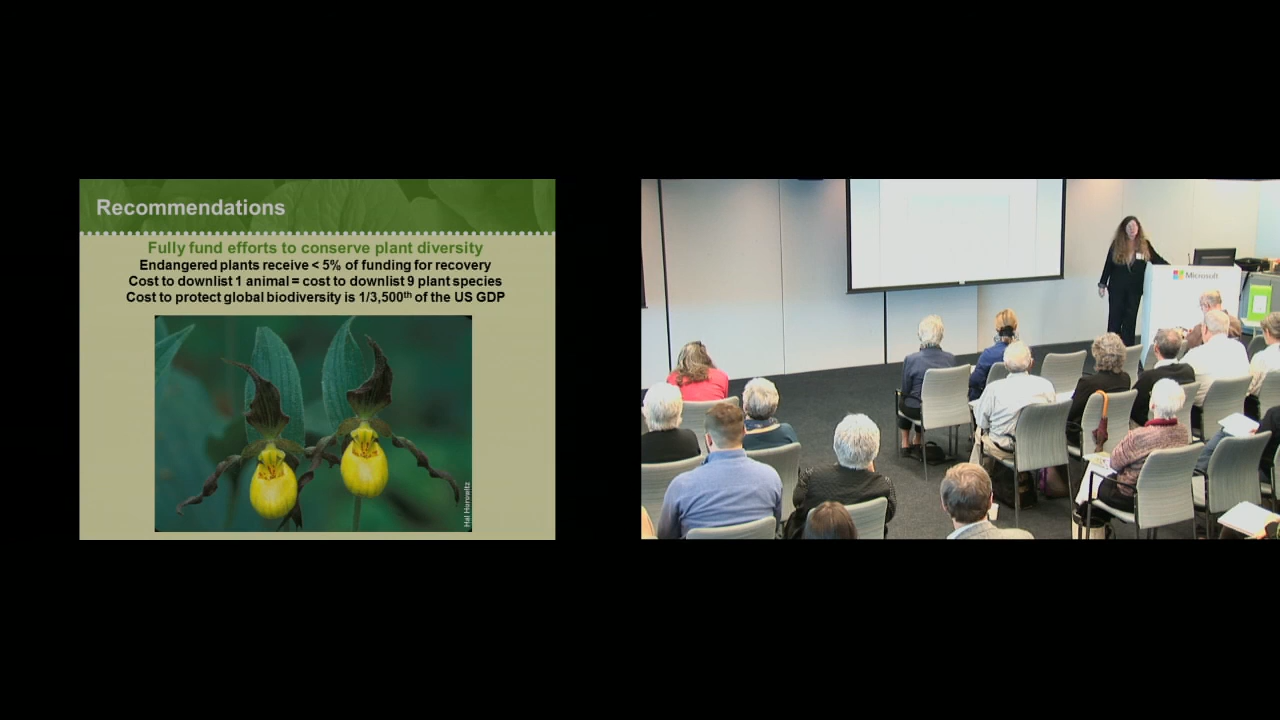 Recommendations
Fully fund efforts to conserve plant diversity
Endangered plants receive < 5% of funding for recovery
Cost to downlist 1 animal = cost to downlist 9 plant species
Cost to protect global biodiversity is 1/3,500th of the US GDP
Hal Horwitz
Microsoft